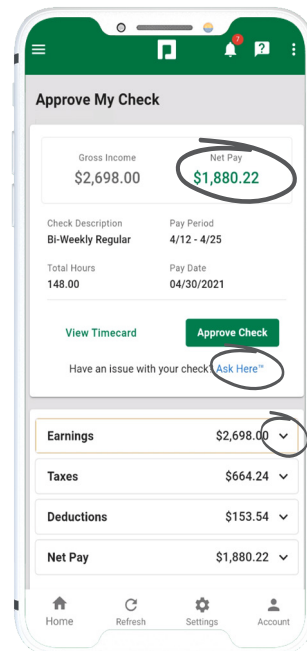 7
?
Approve My Check
Gross Income Net Pay
$2,698.00 $1,880.22
Check Description Pay Period
Bi-Weekly Regular 4/12 - 4/25
Total Hours Pay Date
148.00 04/30/2021
View Timecard Approve Check
Have an issue with your check? Ask Here™
Earnings $2,698.00
Taxes $664.24
Deductions $153.54
Net Pay $1,880.22
Home Refresh Settings Account